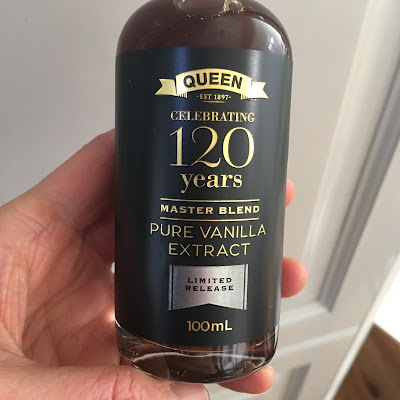 QUEEN
-EST 1897-
CELEBRATING
120
years
MASTER BLEND
PURE VANILLA
EXTRACT
LIMITED
RELEASE
100mL